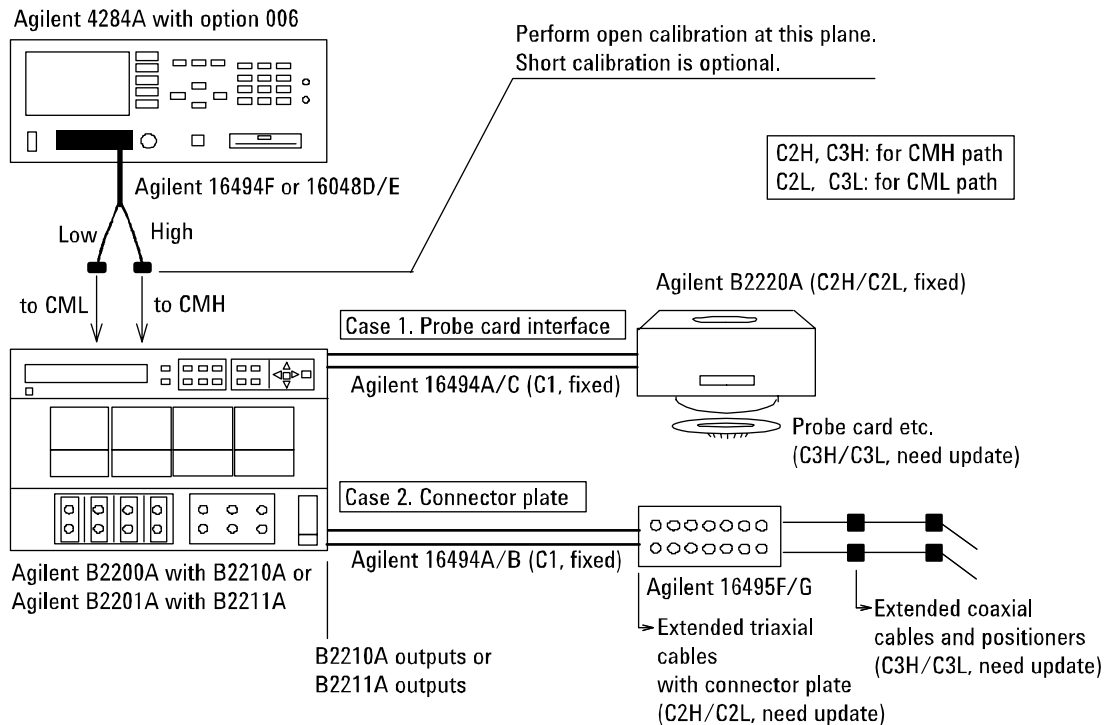 Agilent 4284A with option 006
Perform open calibration at this plane.
Short calibration is optional.
C2H, C3H: for CMH path
C2L, C3L: for CML path
Agilent 16494F or 16048D/E
Low
High
to CML
to CMH
Agilent B2220A (C2H/C2L, fixed)
Case 1. Probe card interface
Agilent 16494A/C (C1, fixed)
Probe card etc.
(C3H/C3L, need update)
Case 2. Connector plate
Agilent 16494A/B (C1, fixed)
Agilent B2200A with B2210A or
Agilent B2201A with B2211A
Agilent 16495F/G
Extended coaxial
cables and positioners
(C3H/C3L, need update)
Extended triaxial
cables
with connector plate
(C2H/C2L, need update)
B2210A outputs or
B2211A outputs